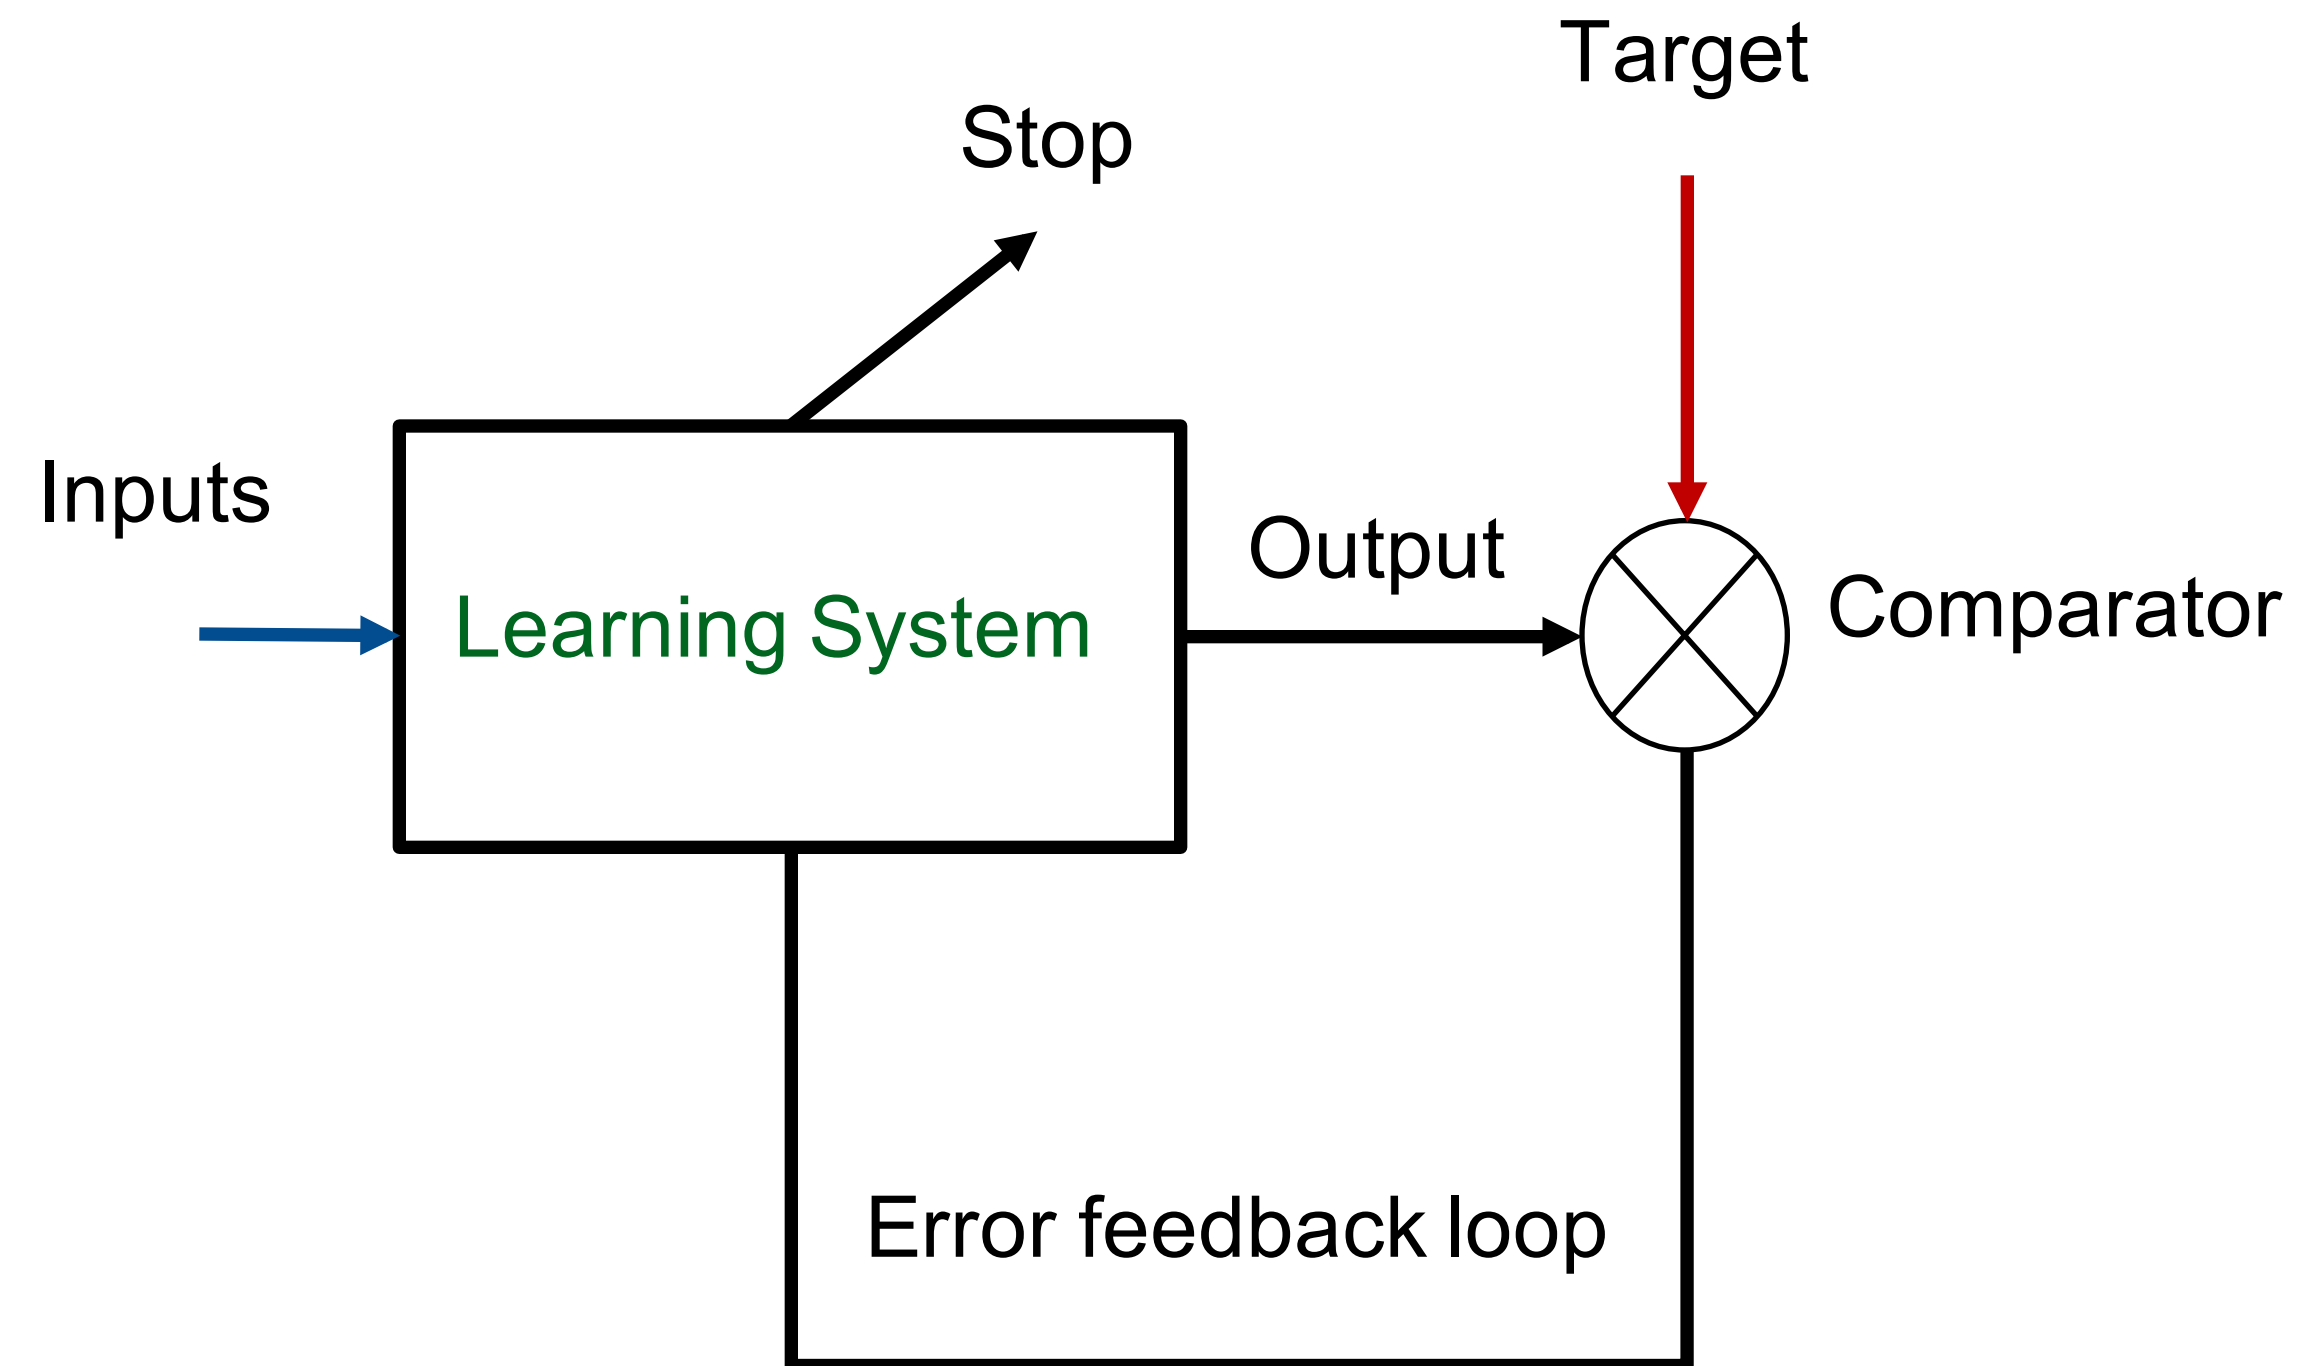 Target
Stop
Inputs
Output
Learning System
Comparator
Error feedback loop